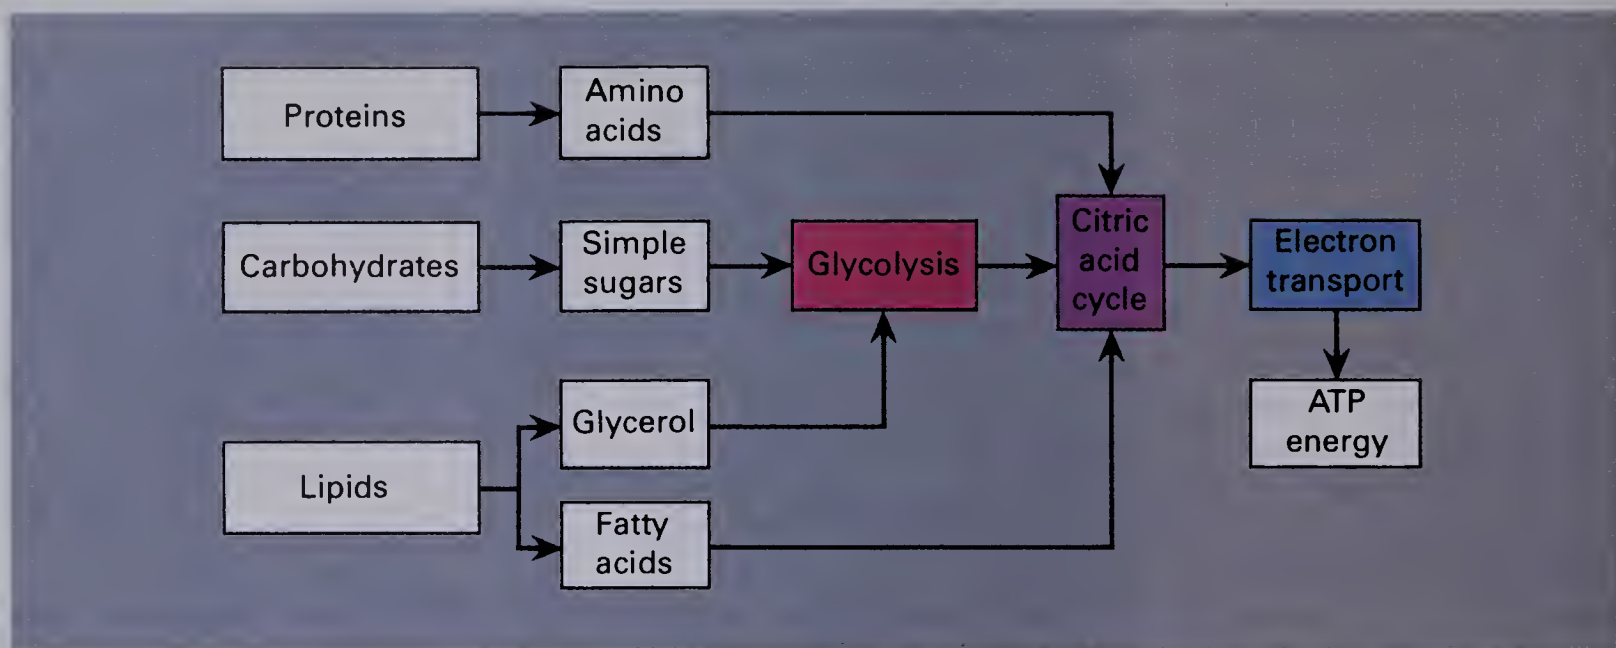 Proteins
Amino
acids
Carbohydrates
Simple
sugars
Glycolysis
Citric
acid
cycle
Electron
transport
Lipids
Glycerol
Fatty
acids
ATP
energy